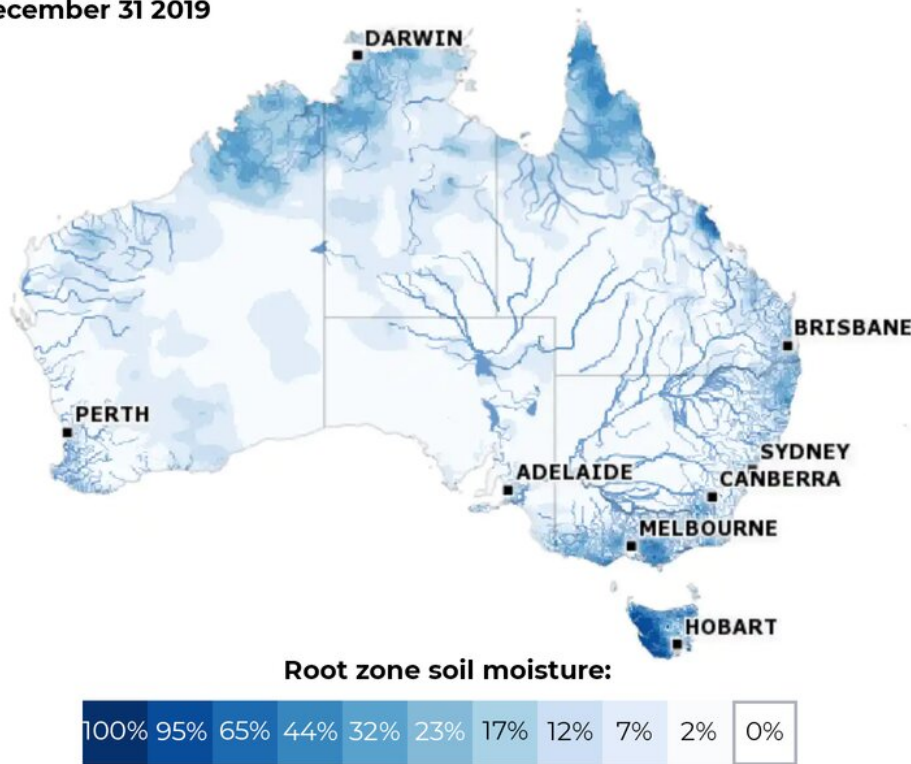 ecember 31 2019
DARWIN
BRISBANE
PERTH
SYDNEY
ADELAIDE
CANBERRA
MELBOURNE
HOBART
Root zone soil moisture:
100% 95% 65% 44% 32% 23% 17% 12% 7% 2% 0%